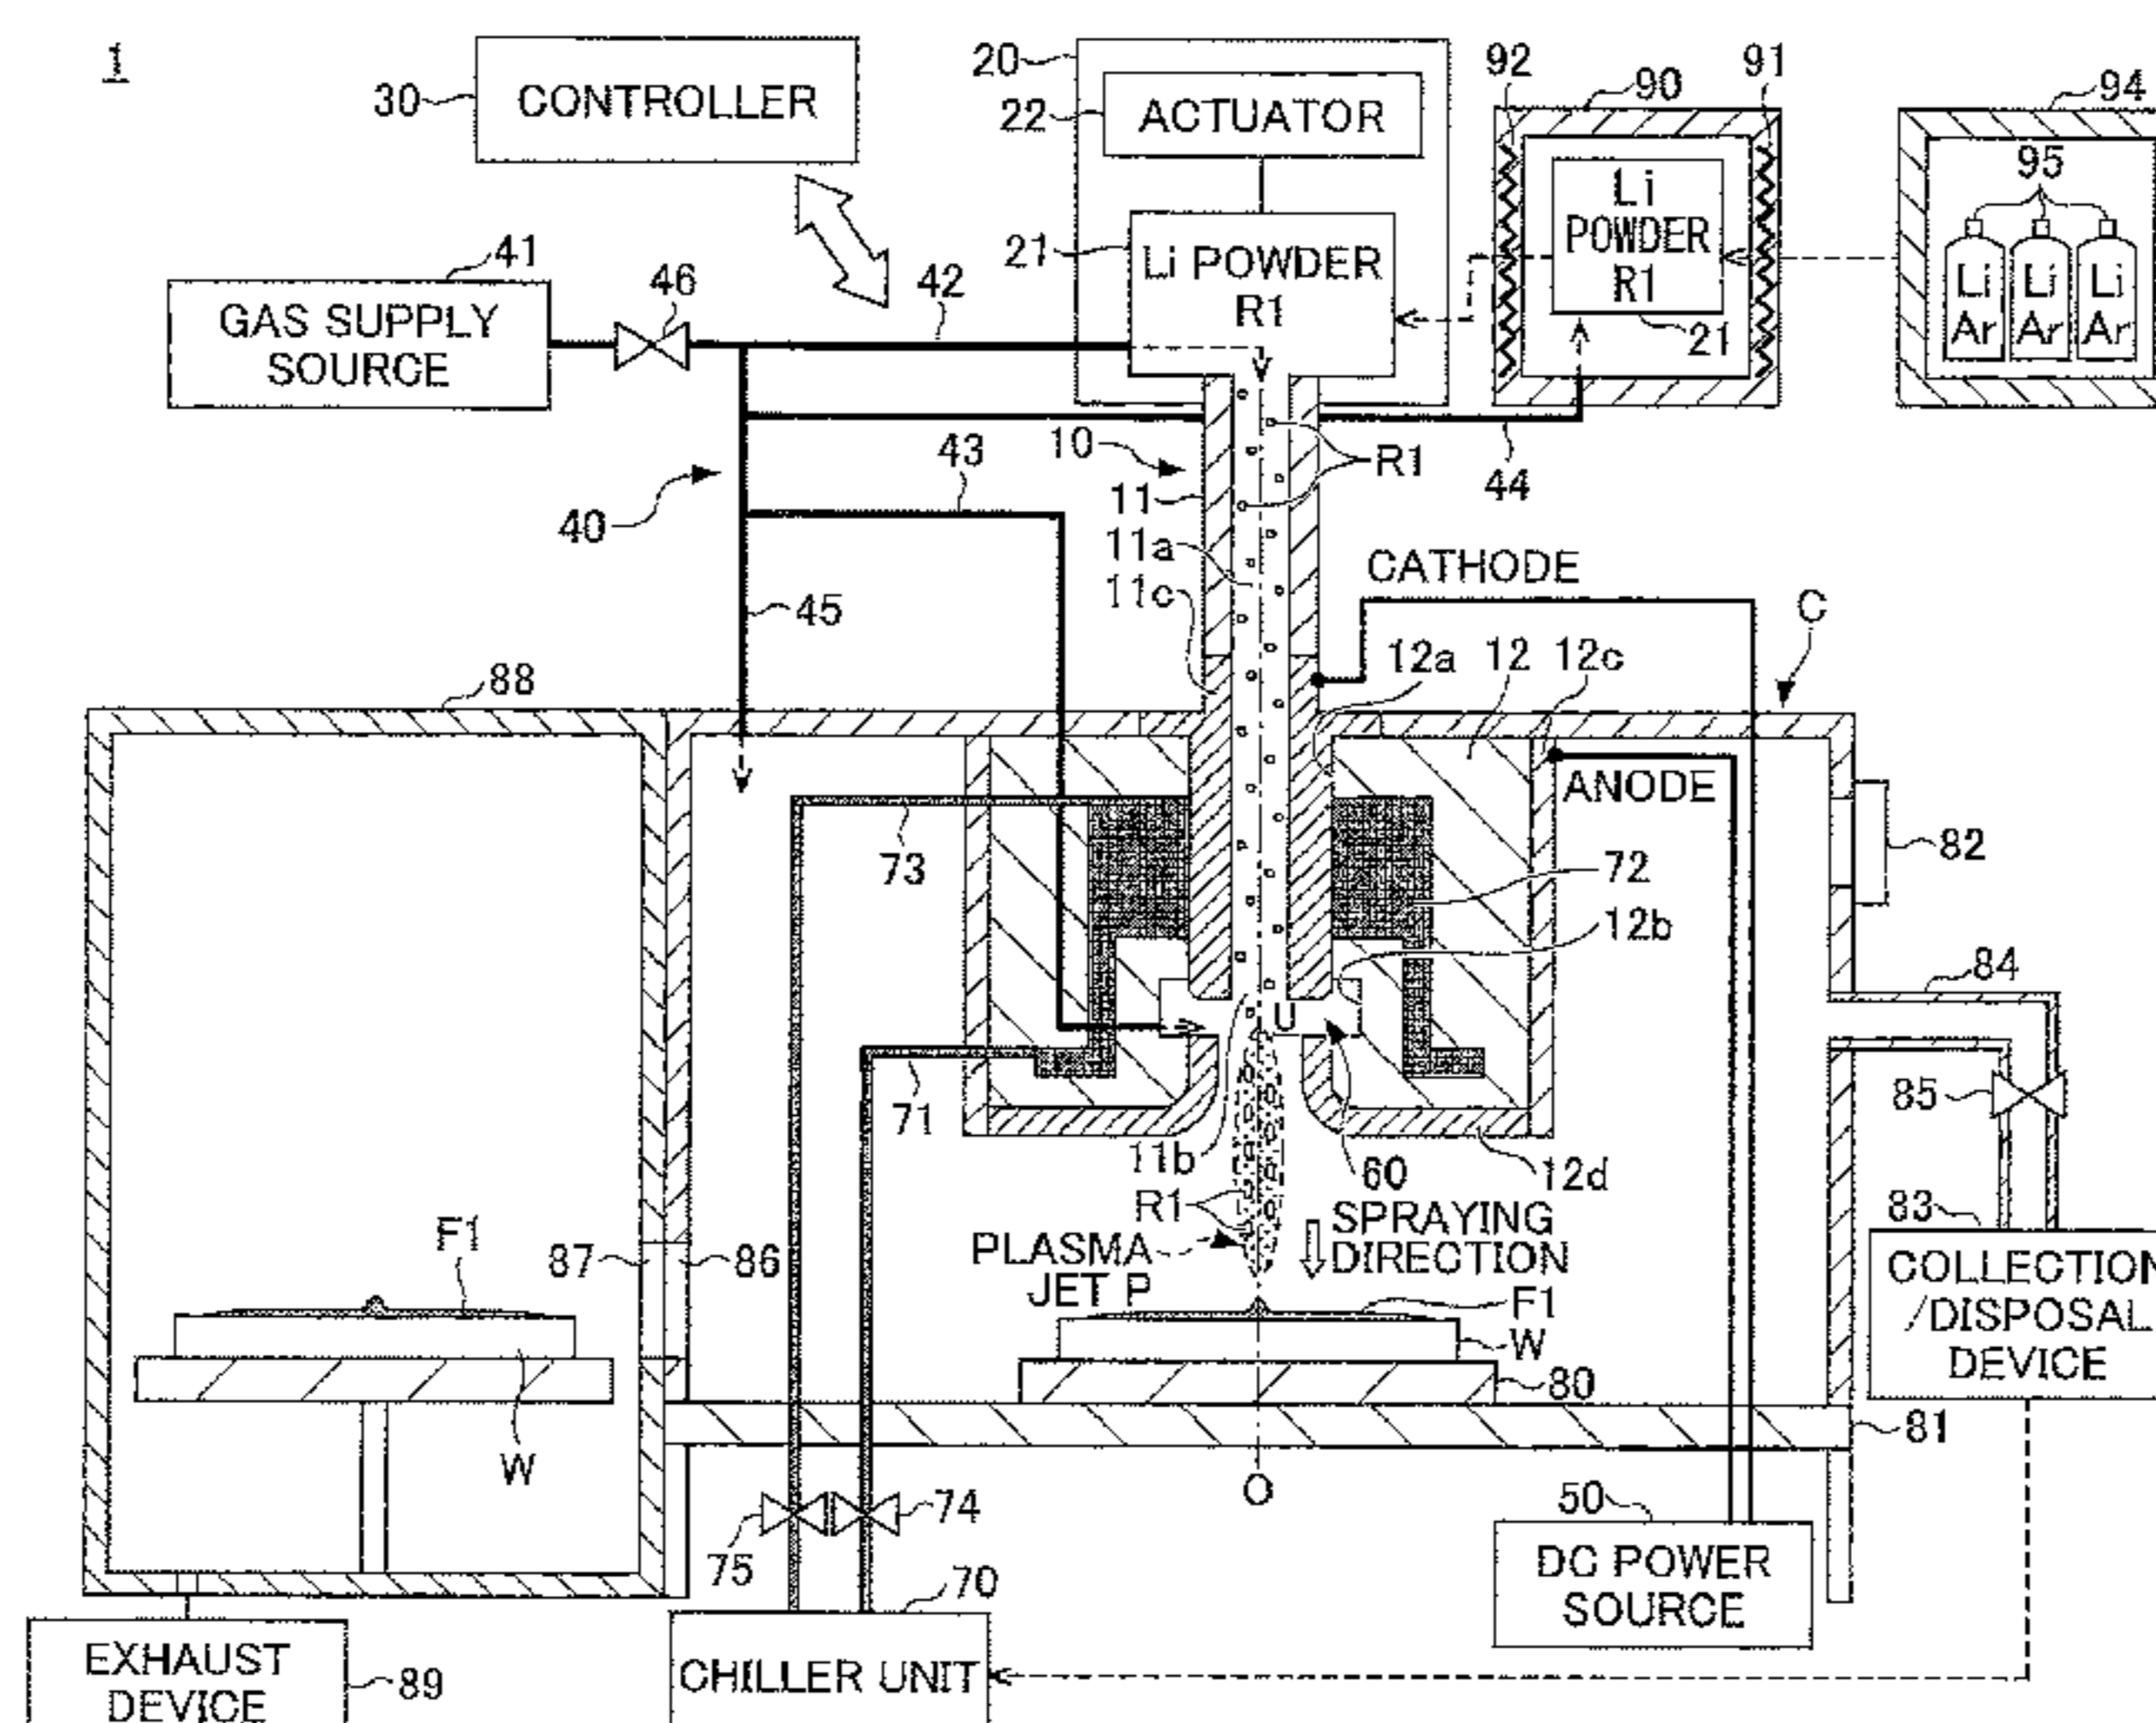 1
30
CONTROLLER
20
22
ACTUATOR
92
90
91
94
95
41
GAS SUPPLY
SOURCE
46
42
21
Li POWDER
R1
Li
POWDER
R1
21
Li
Ar
Li
Ar
Li
Ar
40
43
10
11
11a
11c
R1
44
45
CATHODE
C
12a
12
12c
88
ANODE
73
72
12b
82
84
U
71
11b
60
12d
85
R1
PLASMA
JET P
SPRAYING
DIRECTION
83
COLLECTION
/DISPOSAL
DEVICE
F1
87
86
F1
W
80
81
W
O
75
74
50
DC POWER
SOURCE
70
CHILLER UNIT
EXHAUST
DEVICE
89